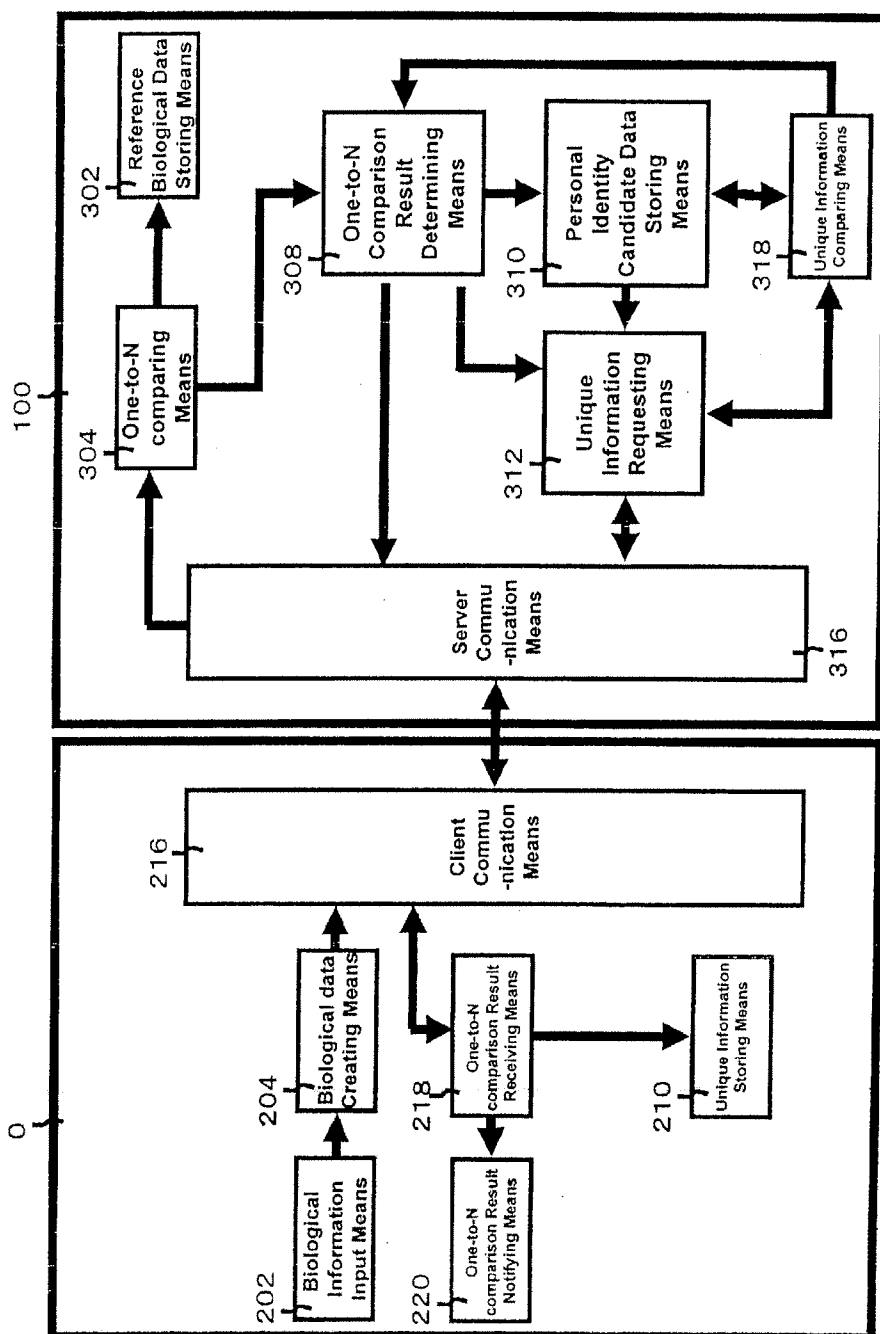 0
202
Biological
Information
Input Means
204
Biological data
Creating Means
216
Client
Commu
-nication
Means
220
One-to-N
comparison Result
Notifying Means
218
One-to-N
comparison Result
Receiving Means
210
Unique Information
Storing Means
100
316
Server
Commu
-nication
Means
304
One-to-N
comparing
Means
302
Reference
Biological Data
Storing Means
308
One-to-N
Comparison
Result
Determining
Means
312
Unique
Information
Requesting
Means
310
Personal
Identity
Candidate Data
Storing
Means
318
Unique Information
Comparing Means